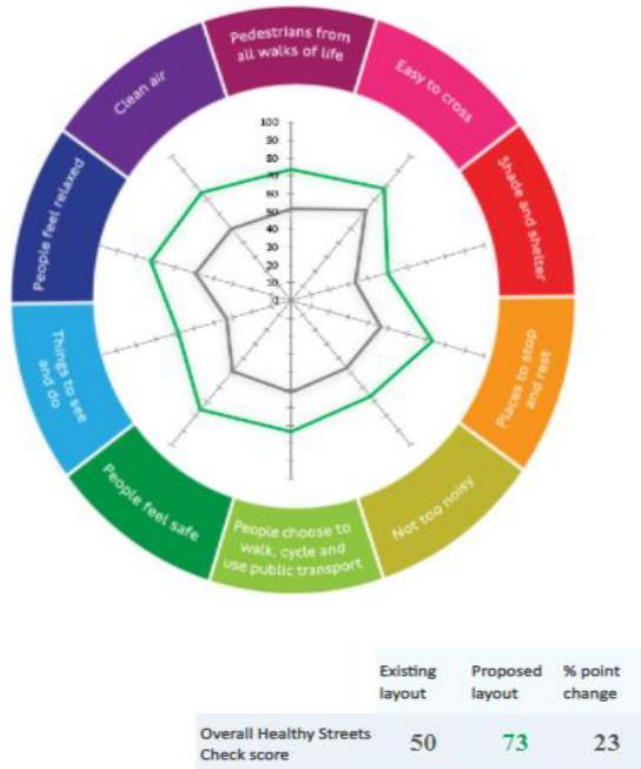 Pedestrians from
all walks of life
Easy to cross
Shade and shelter
Places to stop
and rest
Not too noisy
People choose to
walk, cycle and
use public transport
People feel safe
Things to see
and do
People feel relaxed
Clean air
100
90
80
70
60
50
40
30
20
10
Existing
layout
Proposed
layout
% point
change
Overall Healthy Streets
Check score
50
73
23